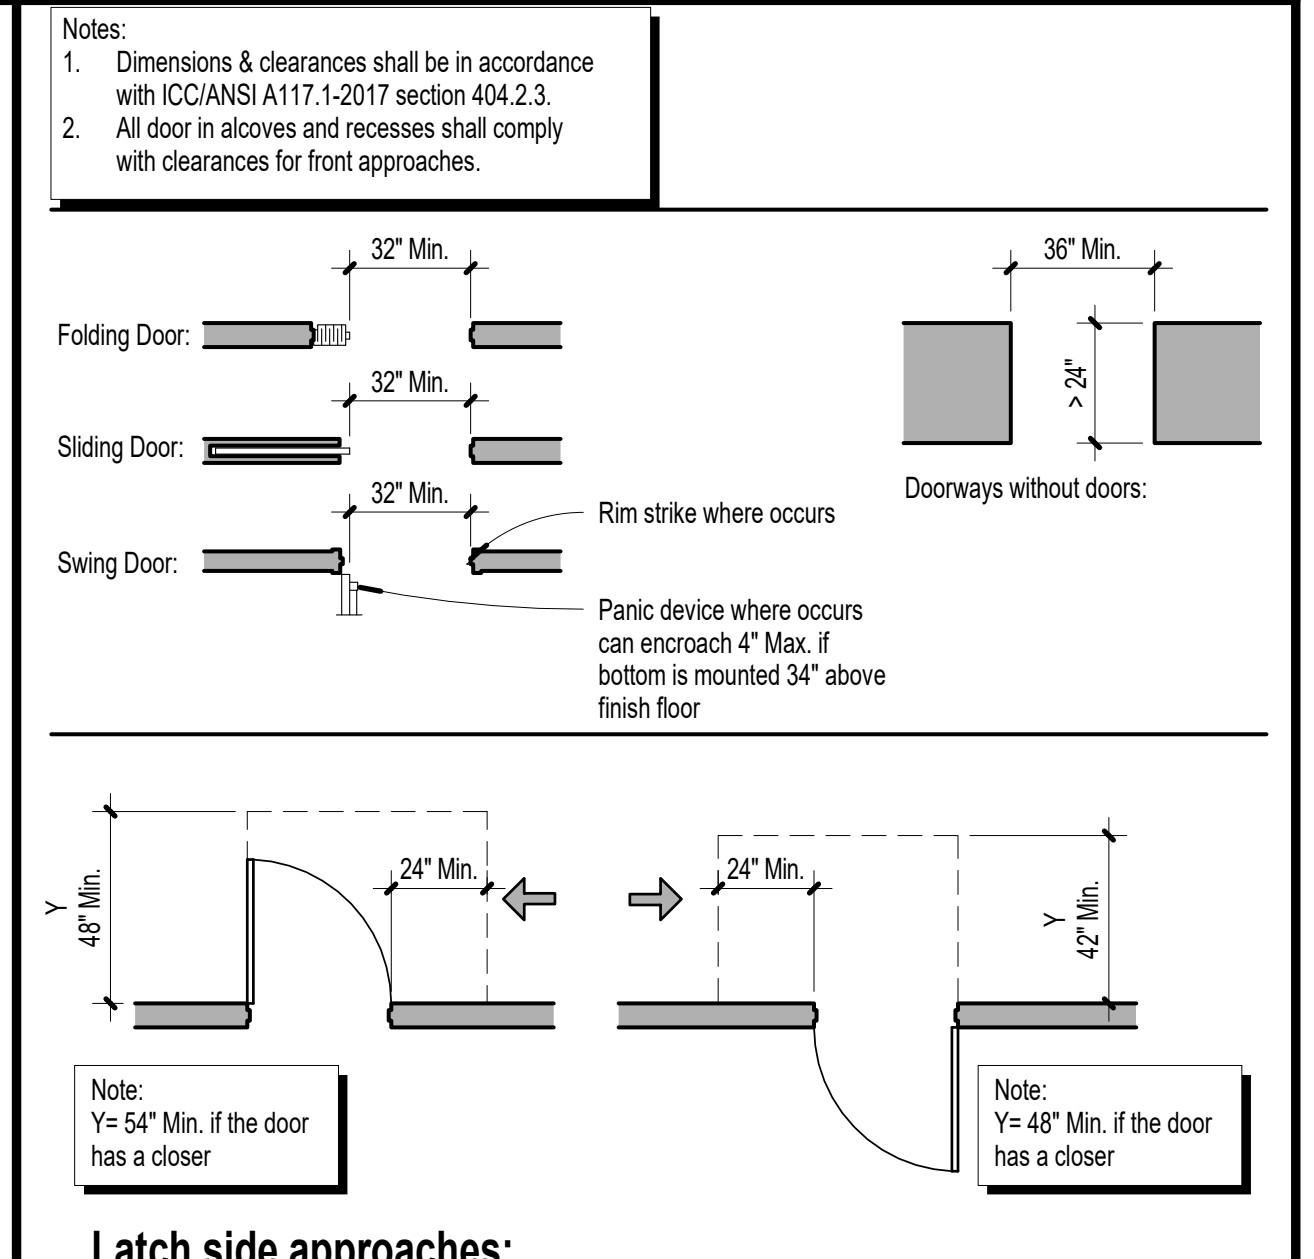 Notes:
1. Dimensions & clearances shall be in accordance
with ICC/ANSI A117.1-2017 section 404.2.3.
2. All door in alcoves and recesses shall comply
with clearances for front approaches.
32" Min.
36" Min.
Folding Door:
> 24"
32" Min.
Sliding Door:
Doorways without doors:
32" Min.
Rim strike where occurs
Swing Door:
Panic device where occurs
can encroach 4" Max. if
bottom is mounted 34" above
finish floor
Y
48" Min.
24" Min.
24" Min.
Y
42" Min.
Note:
Y= 54" Min. if the door
has a closer
Note:
Y= 48" Min. if the door
has a closer
Latch side approaches: